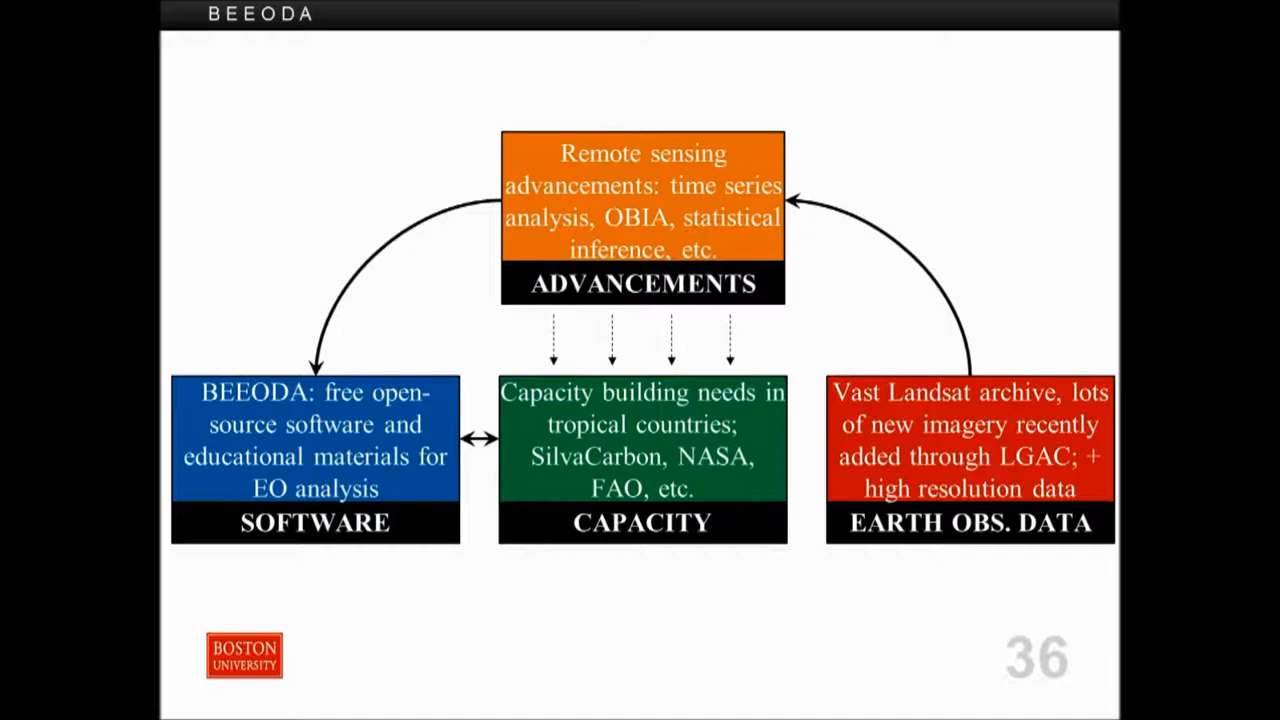 BEEODA
Remote sensing
advancements: time series
analysis, OBIA, statistical
inference, etc.
ADVANCEMENTS
BEEODA: free open-
source software and
educational materials for
EO analysis
SOFTWARE
Capacity building needs in
tropical countries;
SilvaCarbon, NASA,
FAO, etc.
CAPACITY
Vast Landsat archive, lots
of new imagery recently
added through LGAC; +
high resolution data
EARTH OBS. DATA
BOSTON
UNIVERSITY
36